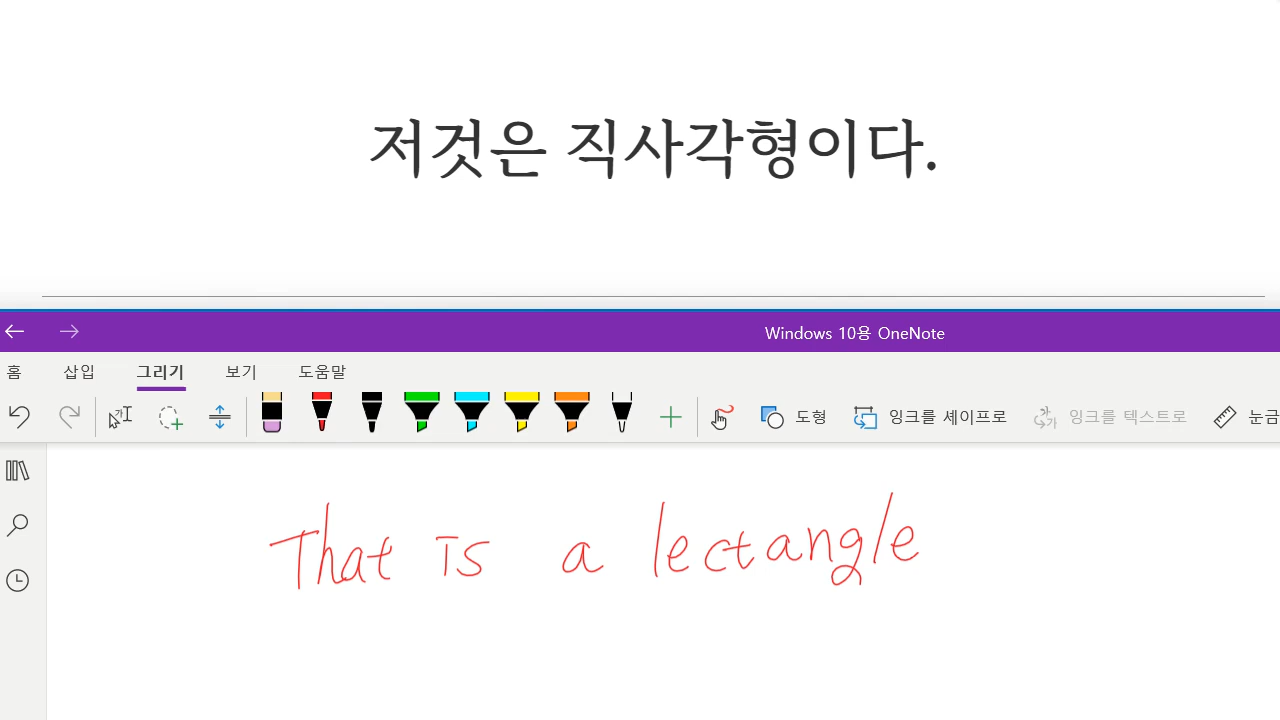 저것은 직사각형이다.
Windows 10용 OneNote
홈 삽입 그리기 보기 도움말
도형 잉크를 셰이프로 잉크를 텍스트로 눈금
That is a lectangle